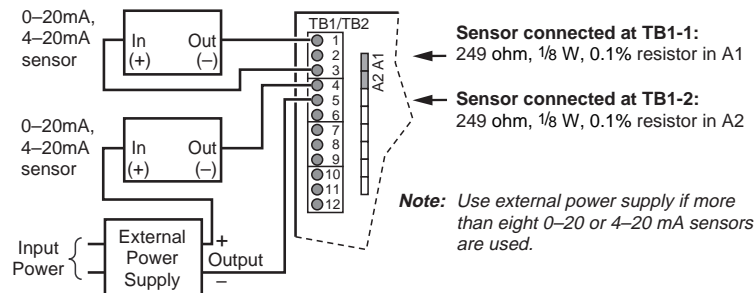 0–20mA,
4–20mA
sensor
In
(+)
Out
(–)
TB1/TB2
1
2
3
4
5
6
7
8
9
10
11
12
A2 A1
Sensor connected at TB1-1:
249 ohm, 1/8 W, 0.1% resistor in A1
Sensor connected at TB1-2:
249 ohm, 1/8 W, 0.1% resistor in A2
0–20mA,
4–20mA
sensor
In
(+)
Out
(–)
Note: Use external power supply if more
than eight 0–20 or 4–20 mA sensors
are used.
Input
Power
External
Power
Supply
+
Output
–